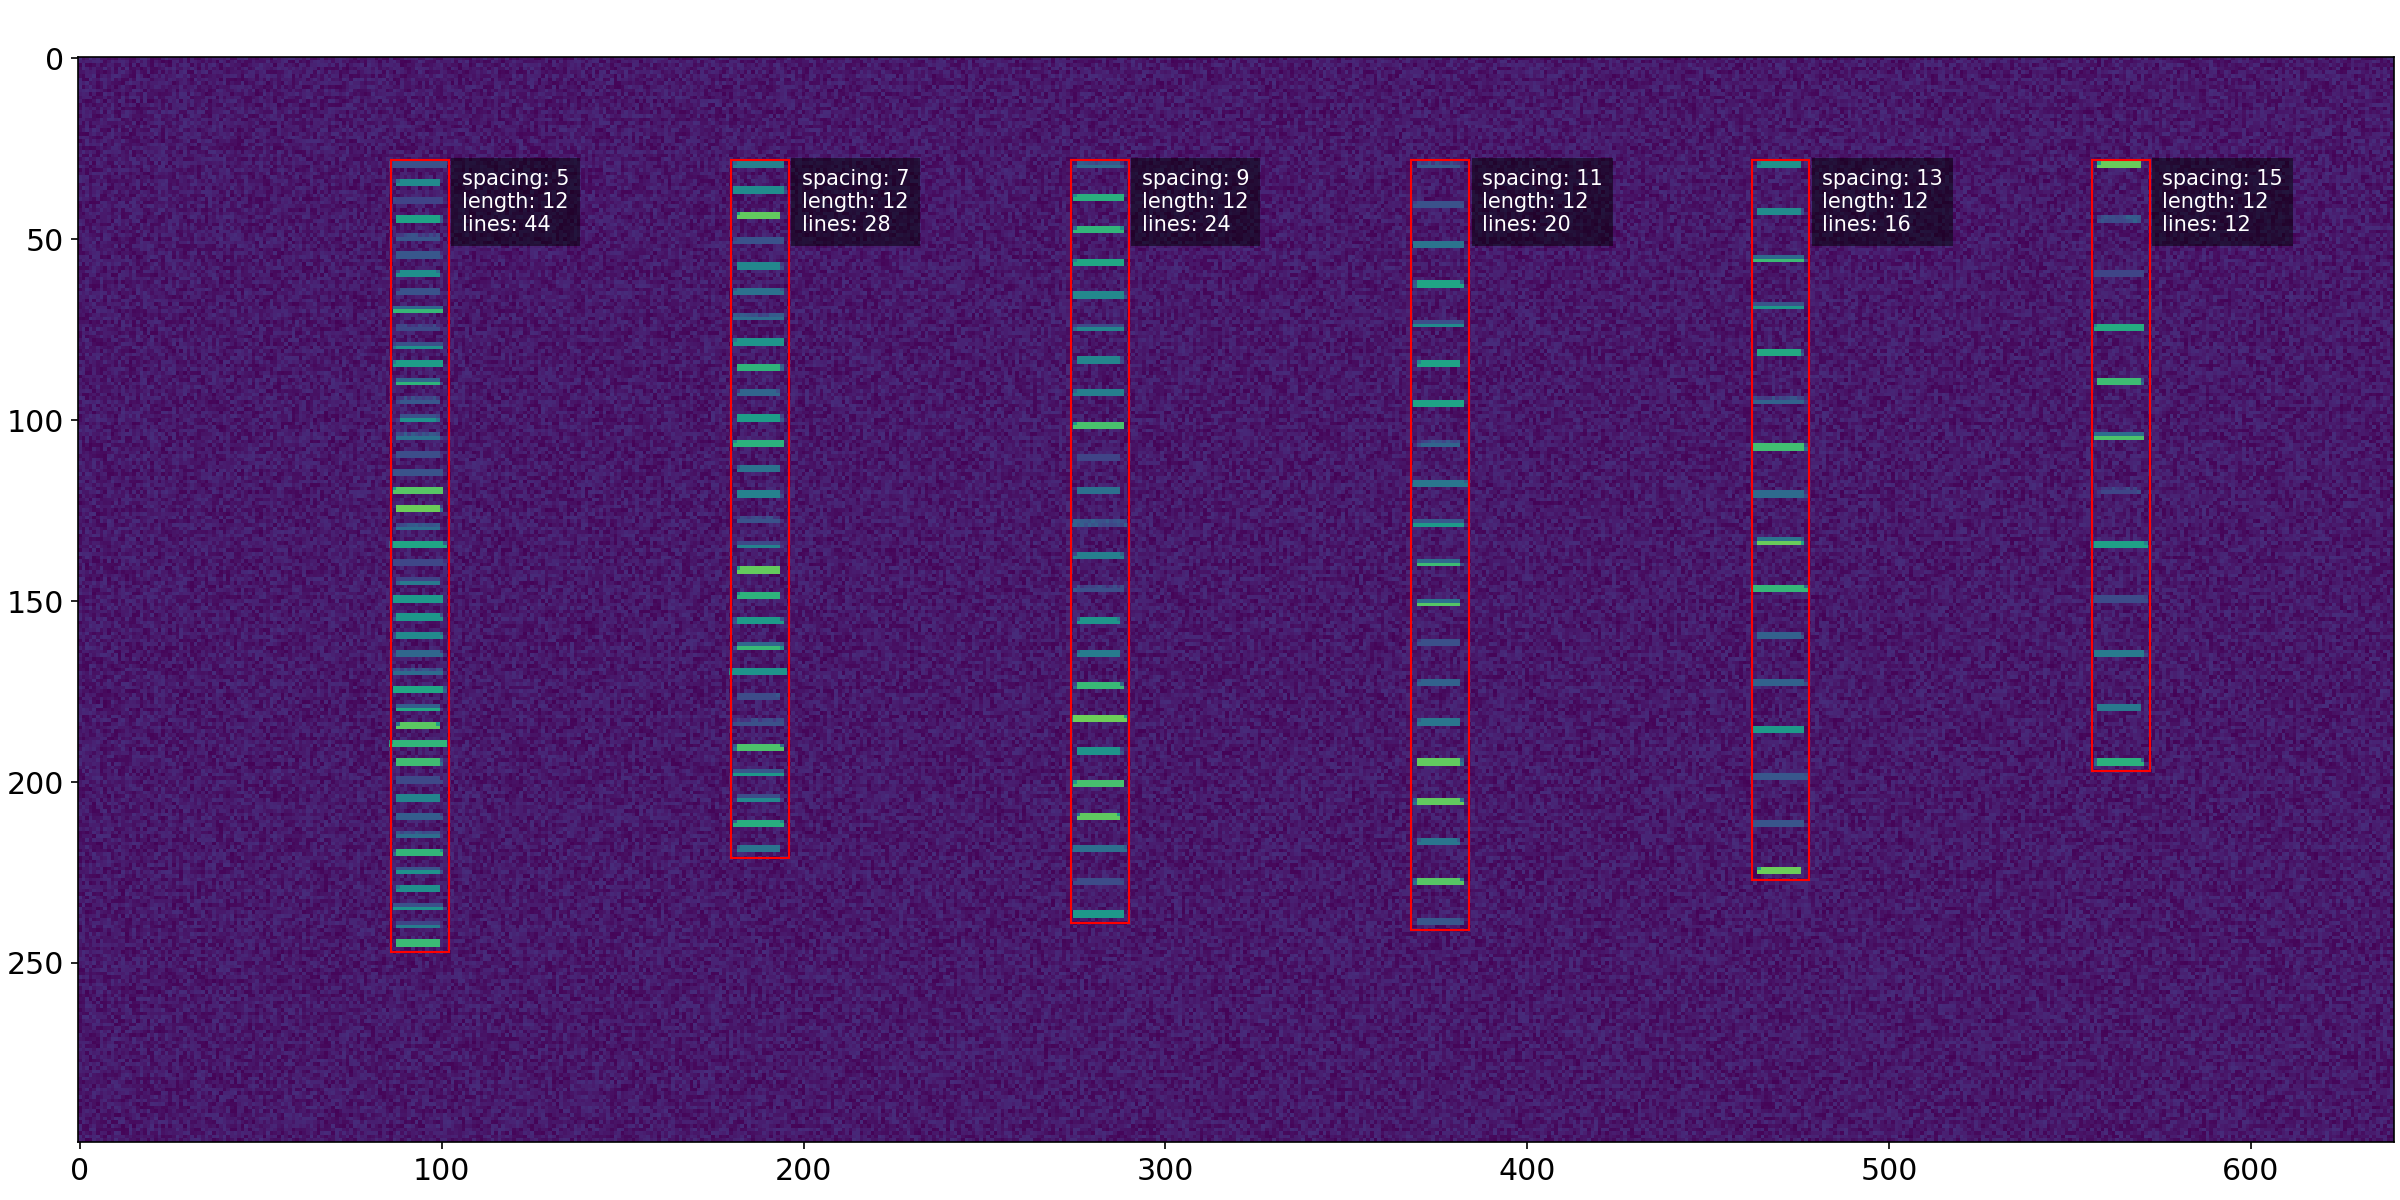 0
50
100
150
200
250
0
100
200
300
400
500
600
spacing: 5
length: 12
lines: 44
spacing: 7
length: 12
lines: 28
spacing: 9
length: 12
lines: 24
spacing: 11
length: 12
lines: 20
spacing: 13
length: 12
lines: 16
spacing: 15
length: 12
lines: 12